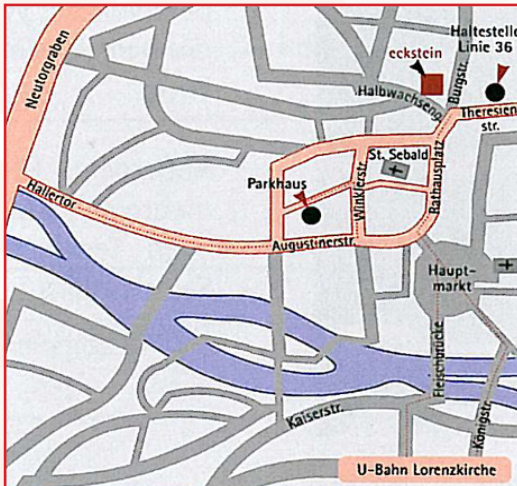 Neutorgraben
Haltestelle
Linie 36
eckstein
Burgstr.
Halbwachseng.
Theresien
str.
St. Sebald
Rathausplatz
Winklerstr.
Parkhaus
Hallertor
Augustinerstr.
Haupt-
markt
Fleischbrücke
Kaiserstr.
Königstr.
U-Bahn Lorenzkirche